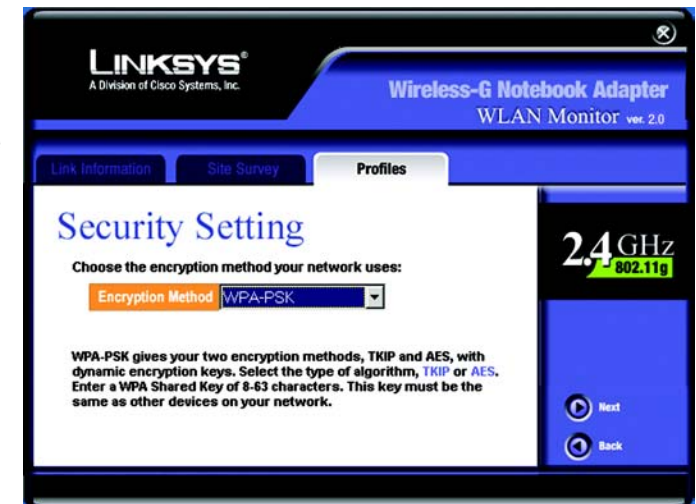 LINKSYS®
A Division of Cisco Systems, Inc.
Wireless-G Notebook Adapter
WLAN Monitor ver. 2.0
Link Information
Site Survey
Profiles
Security Setting
Choose the encryption method your network uses:
Encryption Method WPA-PSK
WPA-PSK gives your two encryption methods, TKIP and AES, with
dynamic encryption keys. Select the type of algorithm, TKIP or AES.
Enter a WPA Shared Key of 8-63 characters. This key must be the
same as other devices on your network.
2.4 GHz
802.11g
Next
Back